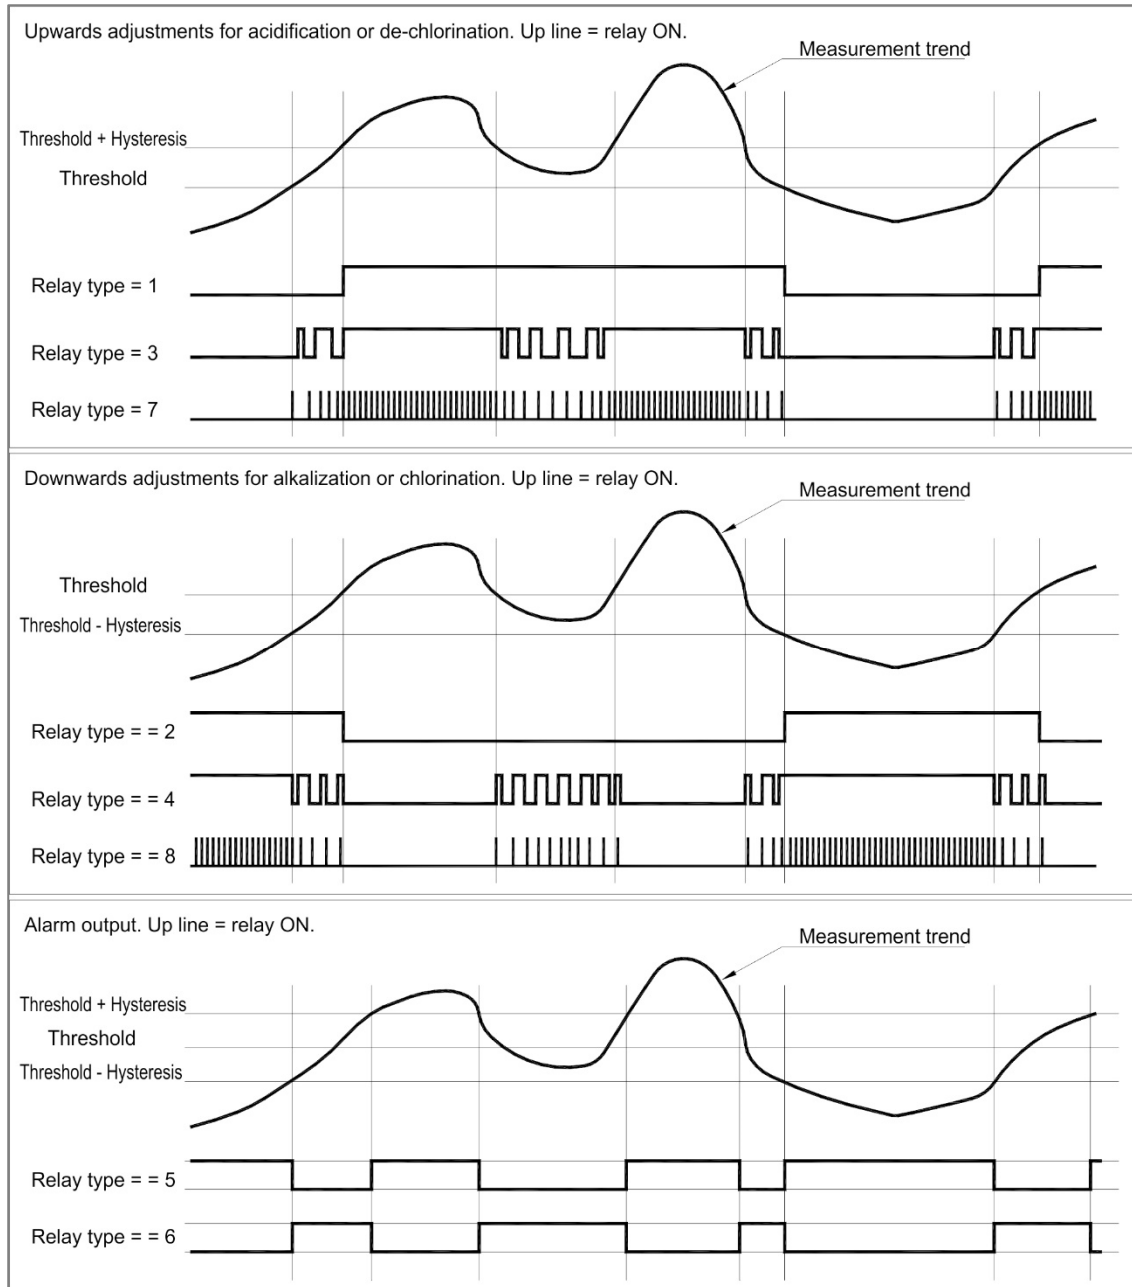 Upwards adjustments for acidification or de-chlorination. Up line = relay ON.
Measurement trend
Threshold + Hysteresis
Threshold
Relay type = 1
Relay type = 3
Relay type = 7
Downwards adjustments for alkalization or chlorination. Up line = relay ON.
Measurement trend
Threshold
Threshold - Hysteresis
Relay type = = 2
Relay type = = 4
Relay type = = 8
Alarm output. Up line = relay ON.
Measurement trend
Threshold + Hysteresis
Threshold
Threshold - Hysteresis
Relay type = = 5
Relay type = = 6